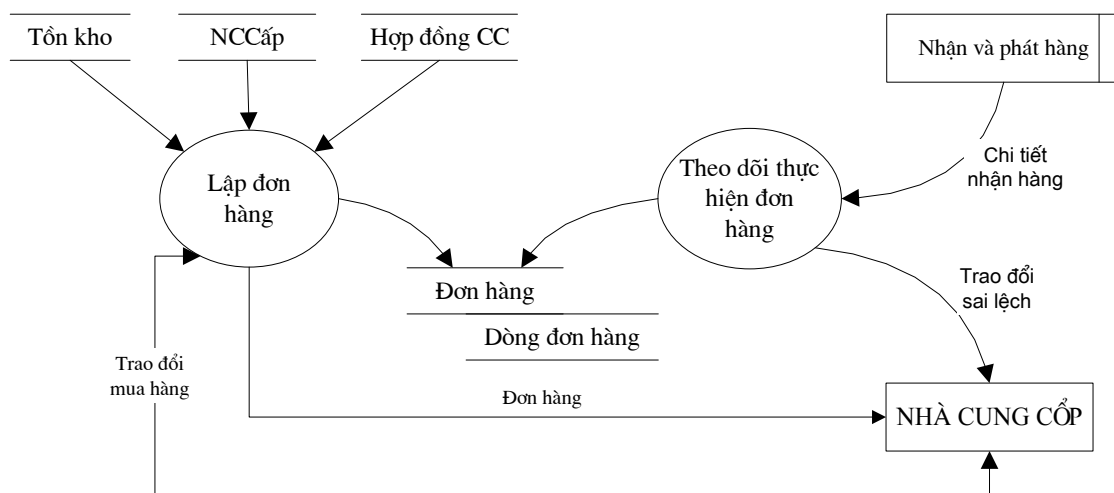 Tồn kho
NCCấp
Hợp đồng CC
Nhận và phát hàng
Lập đơn
hàng
Theo dõi thực
hiện đơn
hàng
Chi tiết
nhận hàng
Đơn hàng
Dòng đơn hàng
Trao đổi
sai lệch
Trao đổi
mua hàng
Đơn hàng
NHÀ CUNG CỔP